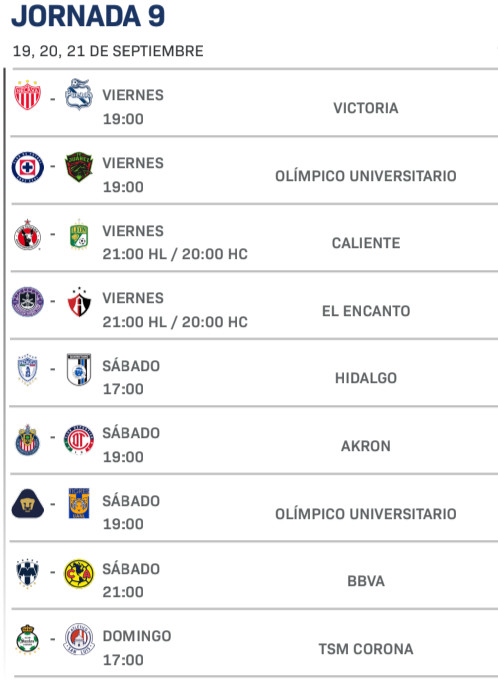 JORNADA 9
19, 20, 21 DE SEPTIEMBRE
VIERNES
19:00
VICTORIA
VIERNES
19:00
OLÍMPICO UNIVERSITARIO
VIERNES
21:00 HL / 20:00 HC
CALIENTE
VIERNES
21:00 HL / 20:00 HC
EL ENCANTO
SÁBADO
17:00
HIDALGO
SÁBADO
19:00
AKRON
SÁBADO
19:00
OLÍMPICO UNIVERSITARIO
SÁBADO
21:00
BBVA
DOMINGO
17:00
TSM CORONA